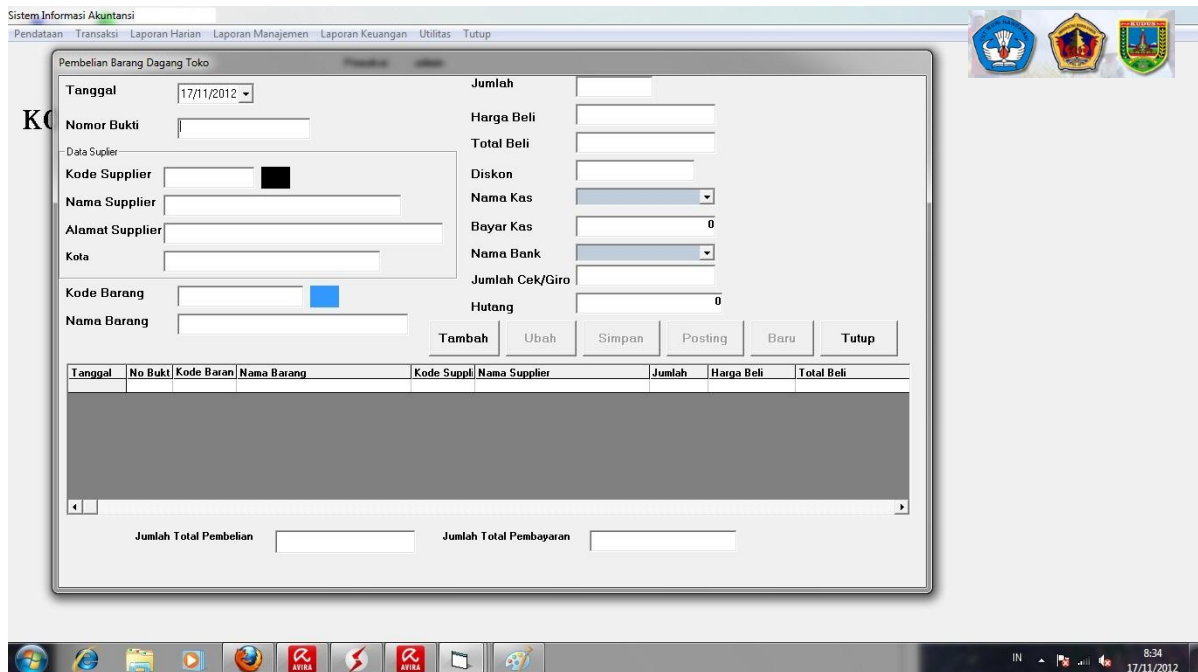 Sistem Informasi Akuntansi
Pendataan Transaksi Laporan Harian Laporan Manajemen Laporan Keuangan Utilitas Tutup
KUDUS
Pembelian Barang Dagang Toko
Tanggal
17/11/2012
Nomor Bukti
Data Suplier
Kode Supplier
Nama Supplier
Alamat Supplier
Kota
Kode Barang
Nama Barang
Jumlah
Harga Beli
Total Beli
Diskon
Nama Kas
Bayar Kas
0
Nama Bank
Jumlah Cek/Giro
Hutang
0
Tambah Ubah Simpan Posting Baru Tutup
Tanggal No Bukt Kode Baran Nama Barang Kode Suppli Nama Supplier Jumlah Harga Beli Total Beli
Jumlah Total Pembelian
Jumlah Total Pembayaran
AVIRA
AVIRA
IN
8:34
17/11/2012